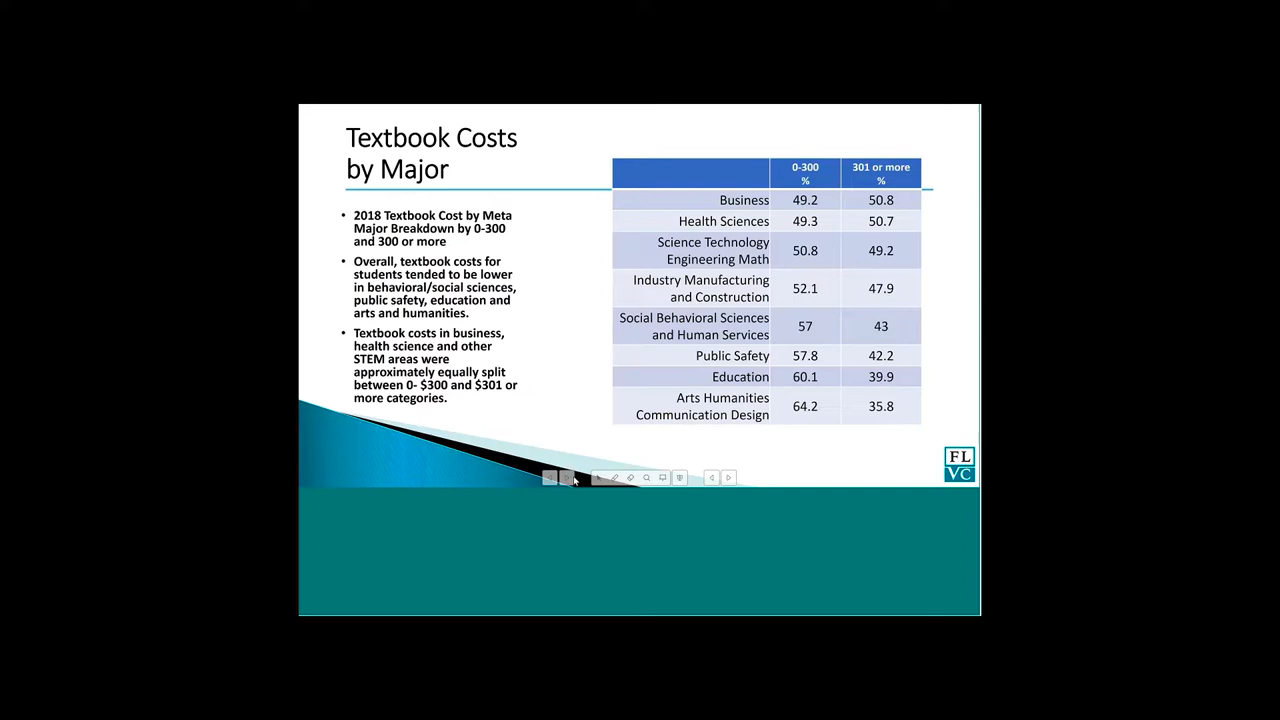 Textbook Costs
by Major
• 2018 Textbook Cost by Meta
Major Breakdown by 0-300
and 300 or more
• Overall, textbook costs for
students tended to be lower
in behavioral/social sciences,
public safety, education and
arts and humanities.
• Textbook costs in business,
health science and other
STEM areas were
approximately equally split
between 0- $300 and $301 or
more categories.
0-300 301 or more
% %
Business 49.2 50.8
Health Sciences 49.3 50.7
Science Technology
Engineering Math 50.8 49.2
Industry Manufacturing
and Construction 52.1 47.9
Social Behavioral Sciences
and Human Services 57 43
Public Safety 57.8 42.2
Education 60.1 39.9
Arts Humanities
Communication Design 64.2 35.8
FL
VC